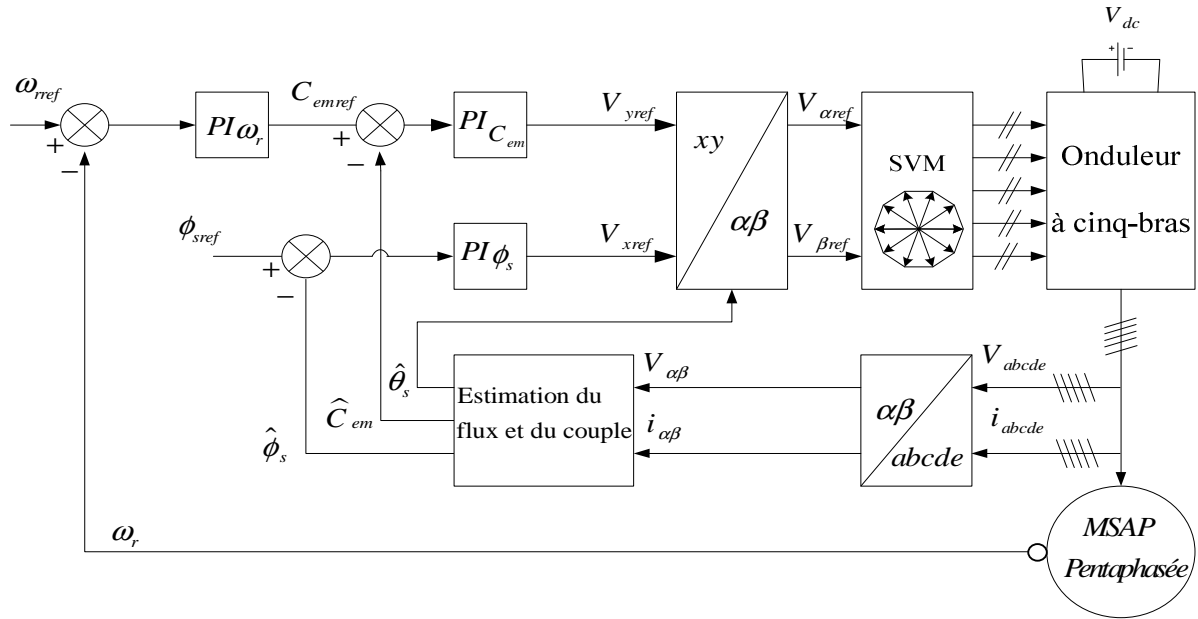 V_dc
+ −
ω_rref
+
−
PI ω_r
C_emref
+
−
PI C_em
V_yref
xy
αβ
V_αref
SVM
Onduleur
à cinq-bras
ϕ_sref
+
−
PI ϕ_s
V_xref
V_βref
θ̂_s
Ĉ_em
ϕ̂_s
Estimation du
flux et du couple
V_αβ
i_αβ
αβ
abcde
V_abcde
i_abcde
ω_r
MSAP
Pentaphasée